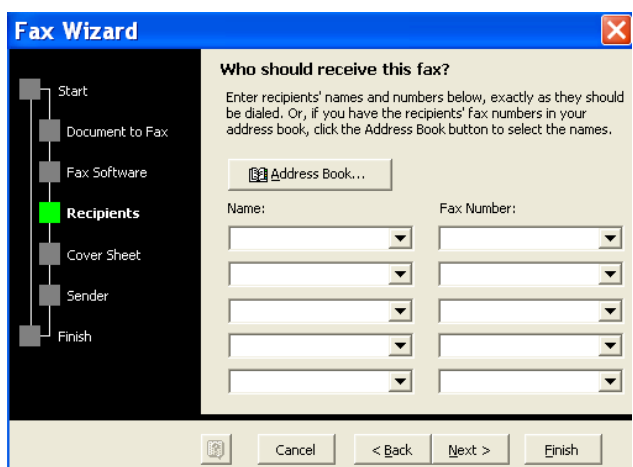 Fax Wizard
Start
Document to Fax
Fax Software
Recipients
Cover Sheet
Sender
Finish
Who should receive this fax?
Enter recipients' names and numbers below, exactly as they should
be dialed. Or, if you have the recipients' fax numbers in your
address book, click the Address Book button to select the names.
Address Book...
Name: Fax Number:
Cancel < Back Next > Finish